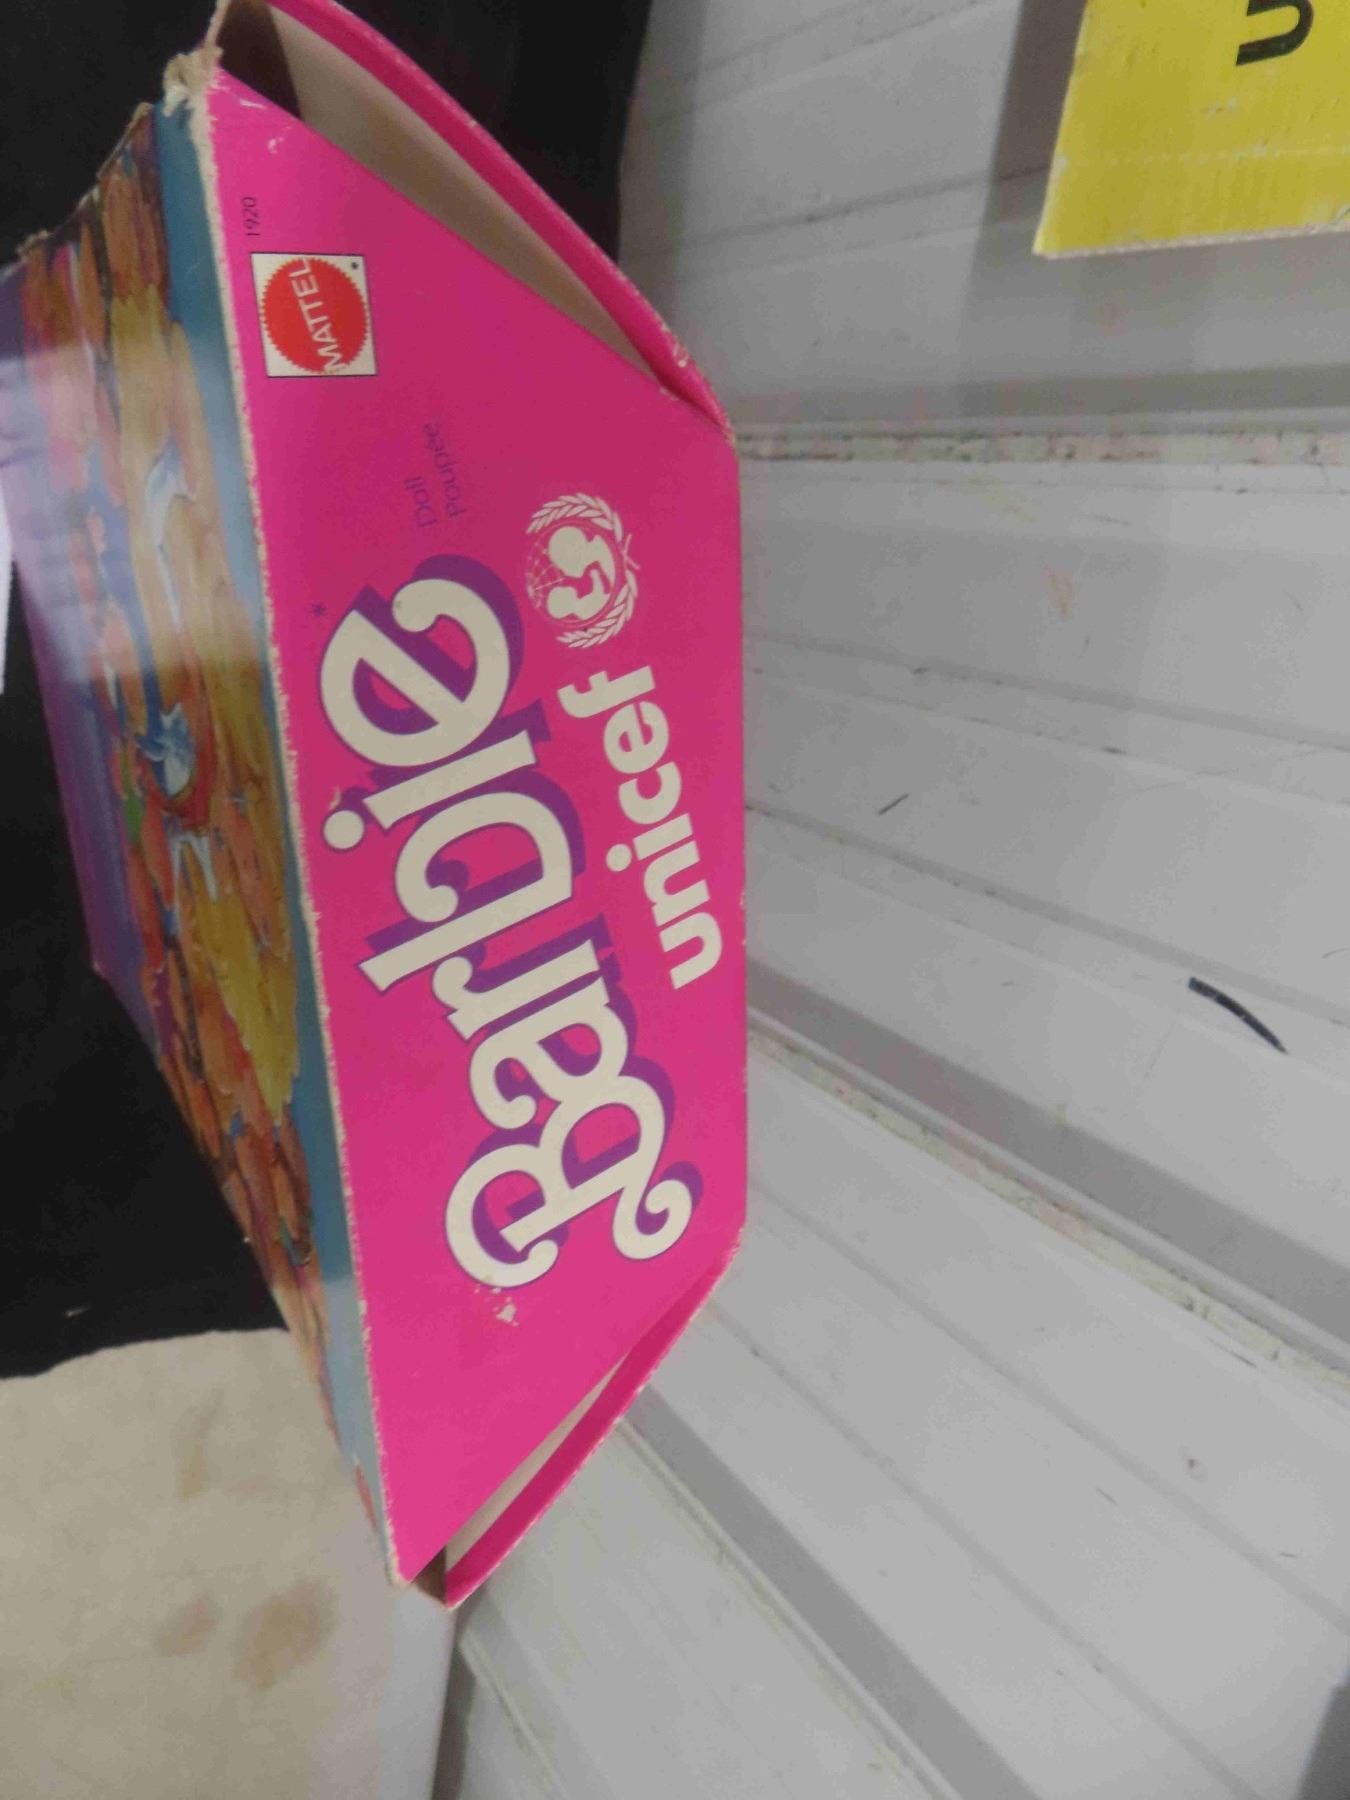 Barbie*
unicef
Doll
Poupée
MATTEL
1920